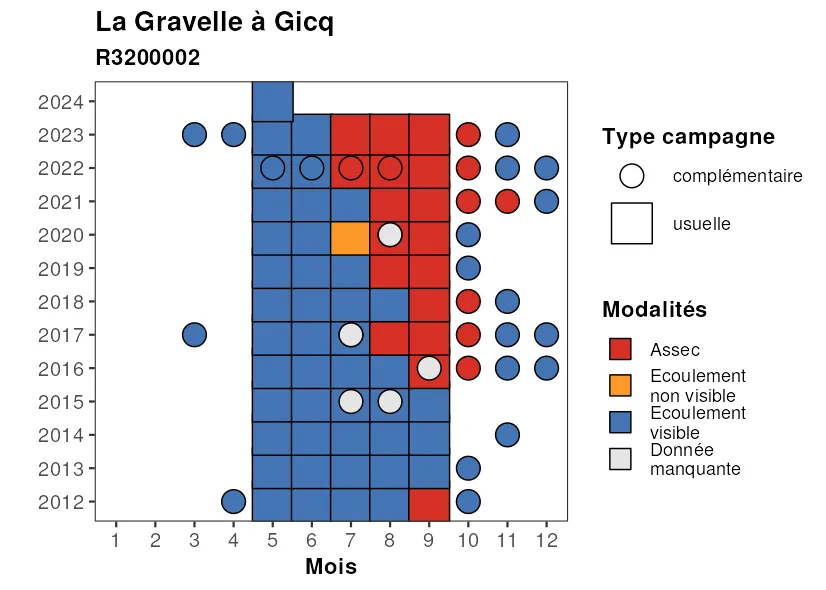 La Gravelle à Gicq
R3200002
2024
2023
2022
2021
2020
2019
2018
2017
2016
2015
2014
2013
2012
1 2 3 4 5 6 7 8 9 10 11 12
Mois
Type campagne
complémentaire
usuelle
Modalités
Assec
Ecoulement
non visible
Ecoulement
visible
Donnée
manquante